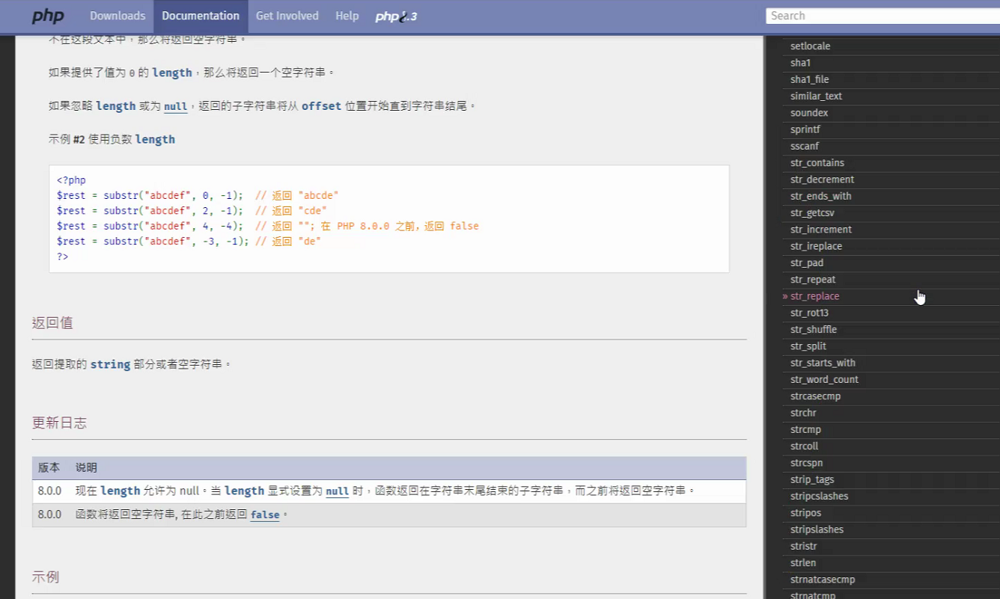 php Downloads Documentation Get Involved Help php8.3 Search
不在这段文本中，那么将返回空字符串。
如果提供了值为 0 的 length，那么将返回一个空字符串。
如果忽略 length 或为 null，返回的子字符串将从 offset 位置开始直到字符串结尾。
示例 #2 使用负数 length
<?php
$rest = substr("abcdef", 0, -1);  // 返回 "abcde"
$rest = substr("abcdef", 2, -1);  // 返回 "cde"
$rest = substr("abcdef", 4, -4);  // 返回 ""; 在 PHP 8.0.0 之前，返回 false
$rest = substr("abcdef", -3, -1); // 返回 "de"
?>
返回值
返回提取的 string 部分或者空字符串。
更新日志
版本 说明
8.0.0 现在 length 允许为 null。当 length 显式设置为 null 时，函数返回在字符串末尾结束的子字符串，而之前将返回空字符串。
8.0.0 函数将返回空字符串, 在此之前返回 false。
示例
setlocale
sha1
sha1_file
similar_text
soundex
sprintf
sscanf
str_contains
str_decrement
str_ends_with
str_getcsv
str_increment
str_ireplace
str_pad
str_repeat
» str_replace
str_rot13
str_shuffle
str_split
str_starts_with
str_word_count
strcasecmp
strchr
strcmp
strcoll
strcspn
strip_tags
stripcslashes
stripos
stripslashes
stristr
strlen
strnatcasecmp
strnatcmp